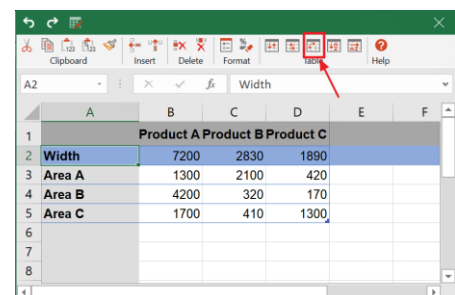 Clipboard Insert Delete Format Table Help
A2 fx Width
A B C D E F
1 Product A Product B Product C
2 Width 7200 2830 1890
3 Area A 1300 2100 420
4 Area B 4200 320 170
5 Area C 1700 410 1300
6
7
8